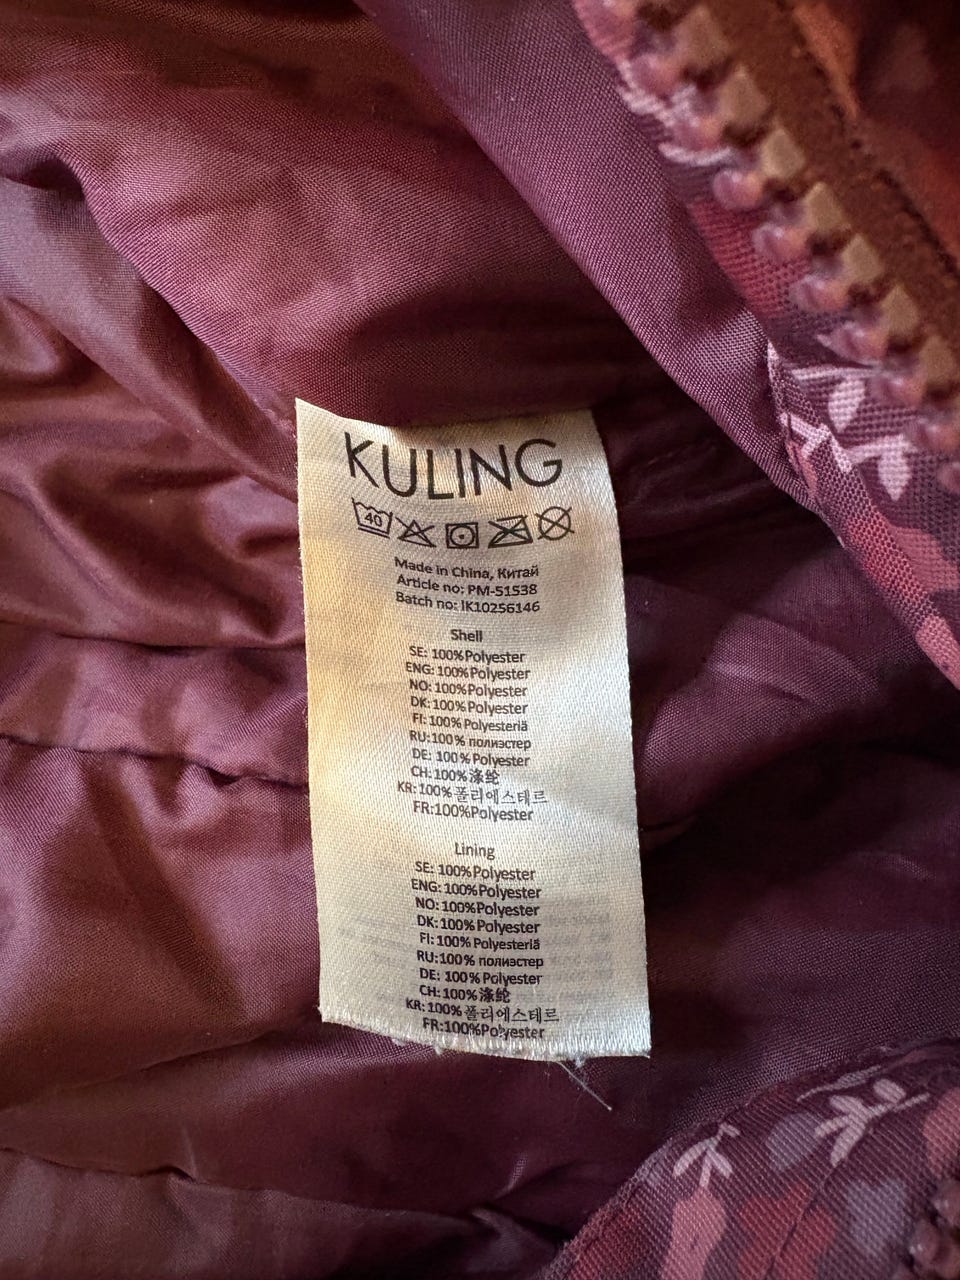 KULING
40
Made in China, Китай
Article no: PM-51538
Batch no: IK10256146
Shell
SE: 100%Polyester
ENG: 100%Polyester
NO: 100%Polyester
DK: 100%Polyester
FI: 100% Polyesteriä
RU:100% полиэстер
DE: 100% Polyester
CH: 100%涤纶
KR: 100%폴리에스테르
FR:100%Polyester
Lining
SE: 100%Polyester
ENG: 100%Polyester
NO: 100%Polyester
DK: 100%Polyester
FI: 100% Polyesteriä
RU:100% полиэстер
DE: 100% Polyester
CH: 100%涤纶
KR: 100%폴리에스테르
FR:100%Polyester